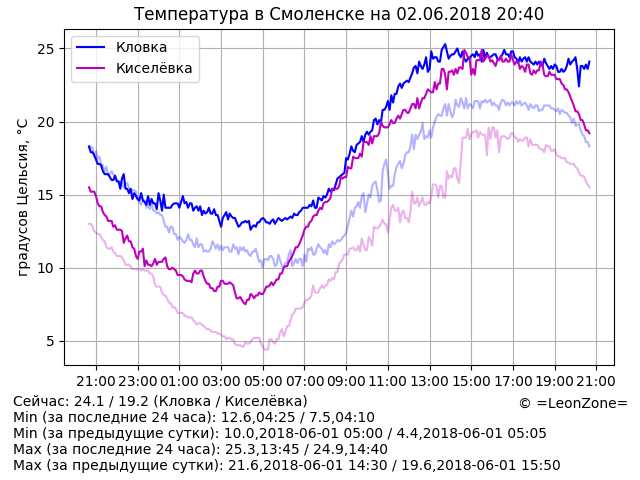 Температура в Смоленске на 02.06.2018 20:40
Кловка
Киселёвка
градусов Цельсия, °C
25
20
15
10
5
21:00 23:00 01:00 03:00 05:00 07:00 09:00 11:00 13:00 15:00 17:00 19:00 21:00
Сейчас: 24.1 / 19.2 (Кловка / Киселёвка)
© =LeonZone=
Min (за последние 24 часа): 12.6,04:25 / 7.5,04:10
Min (за предыдущие сутки): 10.0,2018-06-01 05:00 / 4.4,2018-06-01 05:05
Max (за последние 24 часа): 25.3,13:45 / 24.9,14:40
Max (за предыдущие сутки): 21.6,2018-06-01 14:30 / 19.6,2018-06-01 15:50